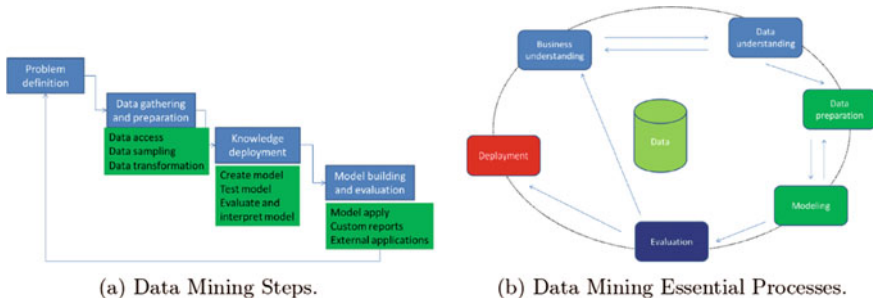 Problem
definition
Data gathering
and preparation
Data access
Data sampling
Data transformation
Knowledge
deployment
Create model
Test model
Evaluate and
interpret model
Model building
and evaluation
Model apply
Custom reports
External applications
(a) Data Mining Steps.
Business
understanding
Data
understanding
Data
preparation
Modeling
Evaluation
Deployment
Data
(b) Data Mining Essential Processes.